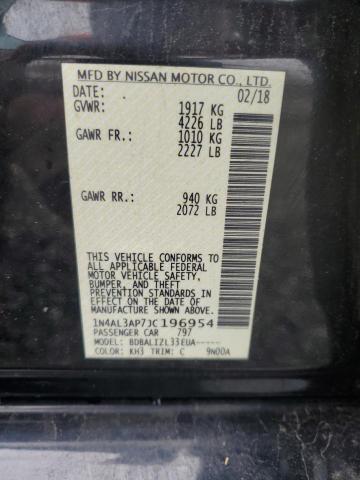 MFD BY NISSAN MOTOR CO., LTD.
DATE: . 02/18
GVWR: 1917 KG
4226 LB
GAWR FR: 1010 KG
2227 LB
GAWR RR: 940 KG
2072 LB
THIS VEHICLE CONFORMS TO
ALL APPLICABLE FEDERAL
MOTOR VEHICLE SAFETY,
BUMPER, AND THEFT
PREVENTION STANDARDS IN
EFFECT ON THE DATE OF
MANUFACTURE SHOWN ABOVE.
1N4AL3AP7JC196954
PASSENGER CAR 797
MODEL: BDBALIZL33EUA-----
COLOR: KH3 TRIM: C 9N00A